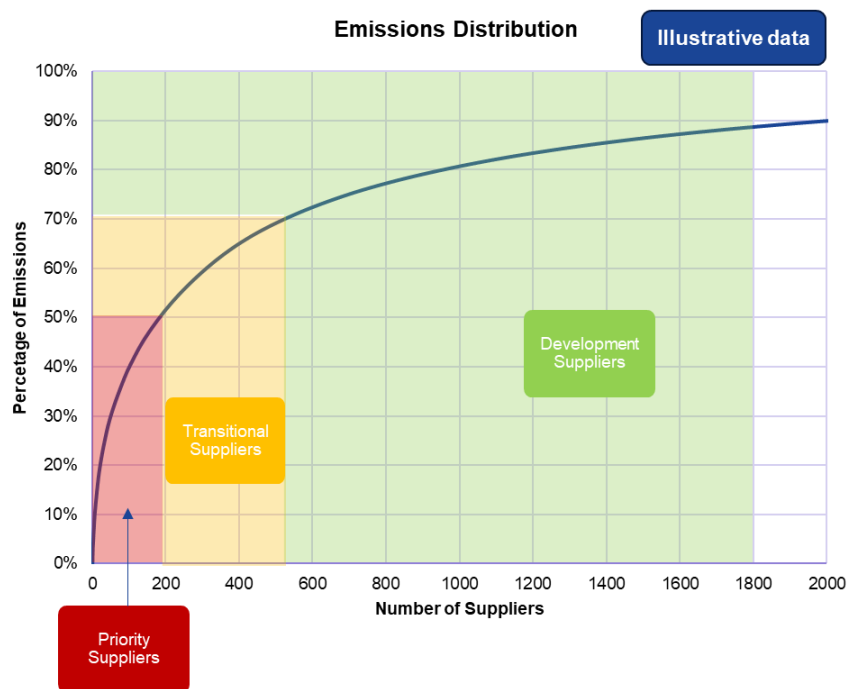 Emissions Distribution
Illustrative data
Percetage of Emissions
100%
90%
80%
70%
60%
50%
40%
30%
20%
10%
0%
Development
Suppliers
Transitional
Suppliers
0 200 400 600 800 1000 1200 1400 1600 1800 2000
Number of Suppliers
Priority
Suppliers